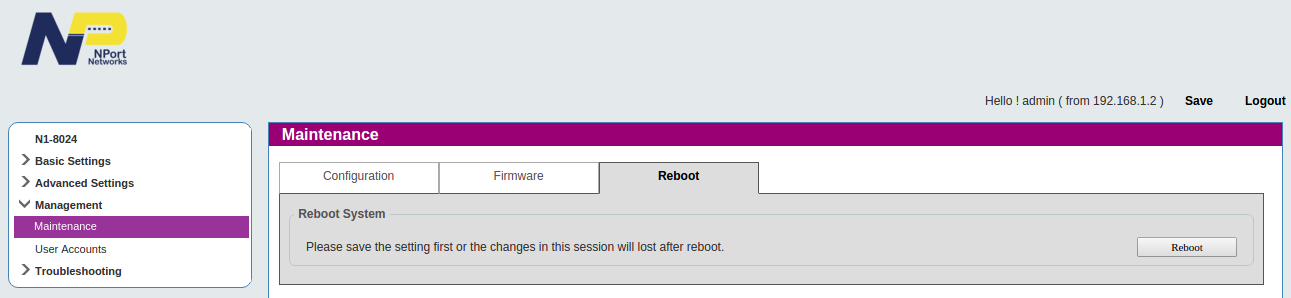 NP
NPort
Networks
Hello ! admin ( from 192.168.1.2 ) Save Logout
N1-8024
Basic Settings
Advanced Settings
Management
Maintenance
User Accounts
Troubleshooting
Maintenance
Configuration Firmware Reboot
Reboot System
Please save the setting first or the changes in this session will lost after reboot. Reboot